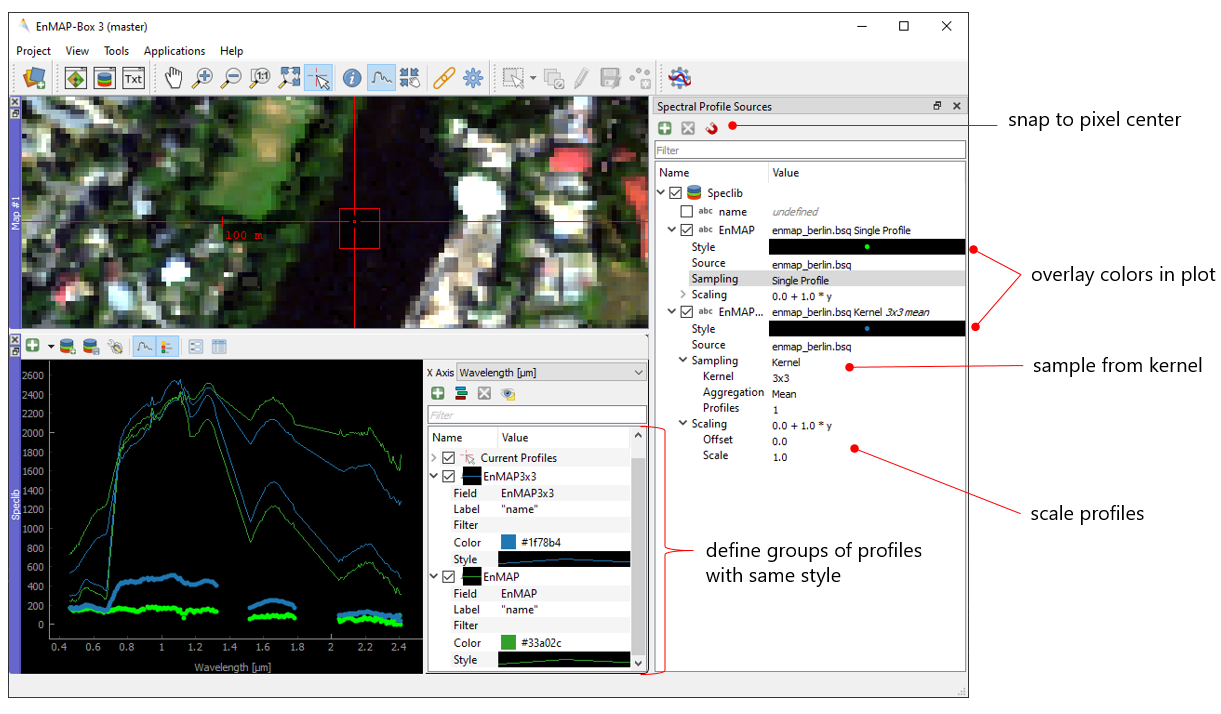 EnMAP-Box 3 (master)
Project View Tools Applications Help
Txt 1:1
Map #1
100 m
Spectral Profile Sources
Filter
Name Value
Speclib
abc name undefined
abc EnMAP enmap_berlin.bsq Single Profile
Style
Source enmap_berlin.bsq
Sampling Single Profile
Scaling 0.0 + 1.0 * y
abc EnMAP... enmap_berlin.bsq Kernel 3x3 mean
Style
Source enmap_berlin.bsq
Sampling Kernel
Kernel 3x3
Aggregation Mean
Profiles 1
Scaling 0.0 + 1.0 * y
Offset 0.0
Scale 1.0
snap to pixel center
overlay colors in plot
sample from kernel
scale profiles
Speclib
2600
2400
2200
2000
1800
1600
1400
1200
1000
800
600
400
200
0
0.4 0.6 0.8 1 1.2 1.4 1.6 1.8 2 2.2 2.4
Wavelength [µm]
X Axis Wavelength [µm]
Filter
Name Value
Current Profiles
EnMAP3x3
Field EnMAP3x3
Label "name"
Filter
Color #1f78b4
Style
EnMAP
Field EnMAP
Label "name"
Filter
Color #33a02c
Style
define groups of profiles
with same style